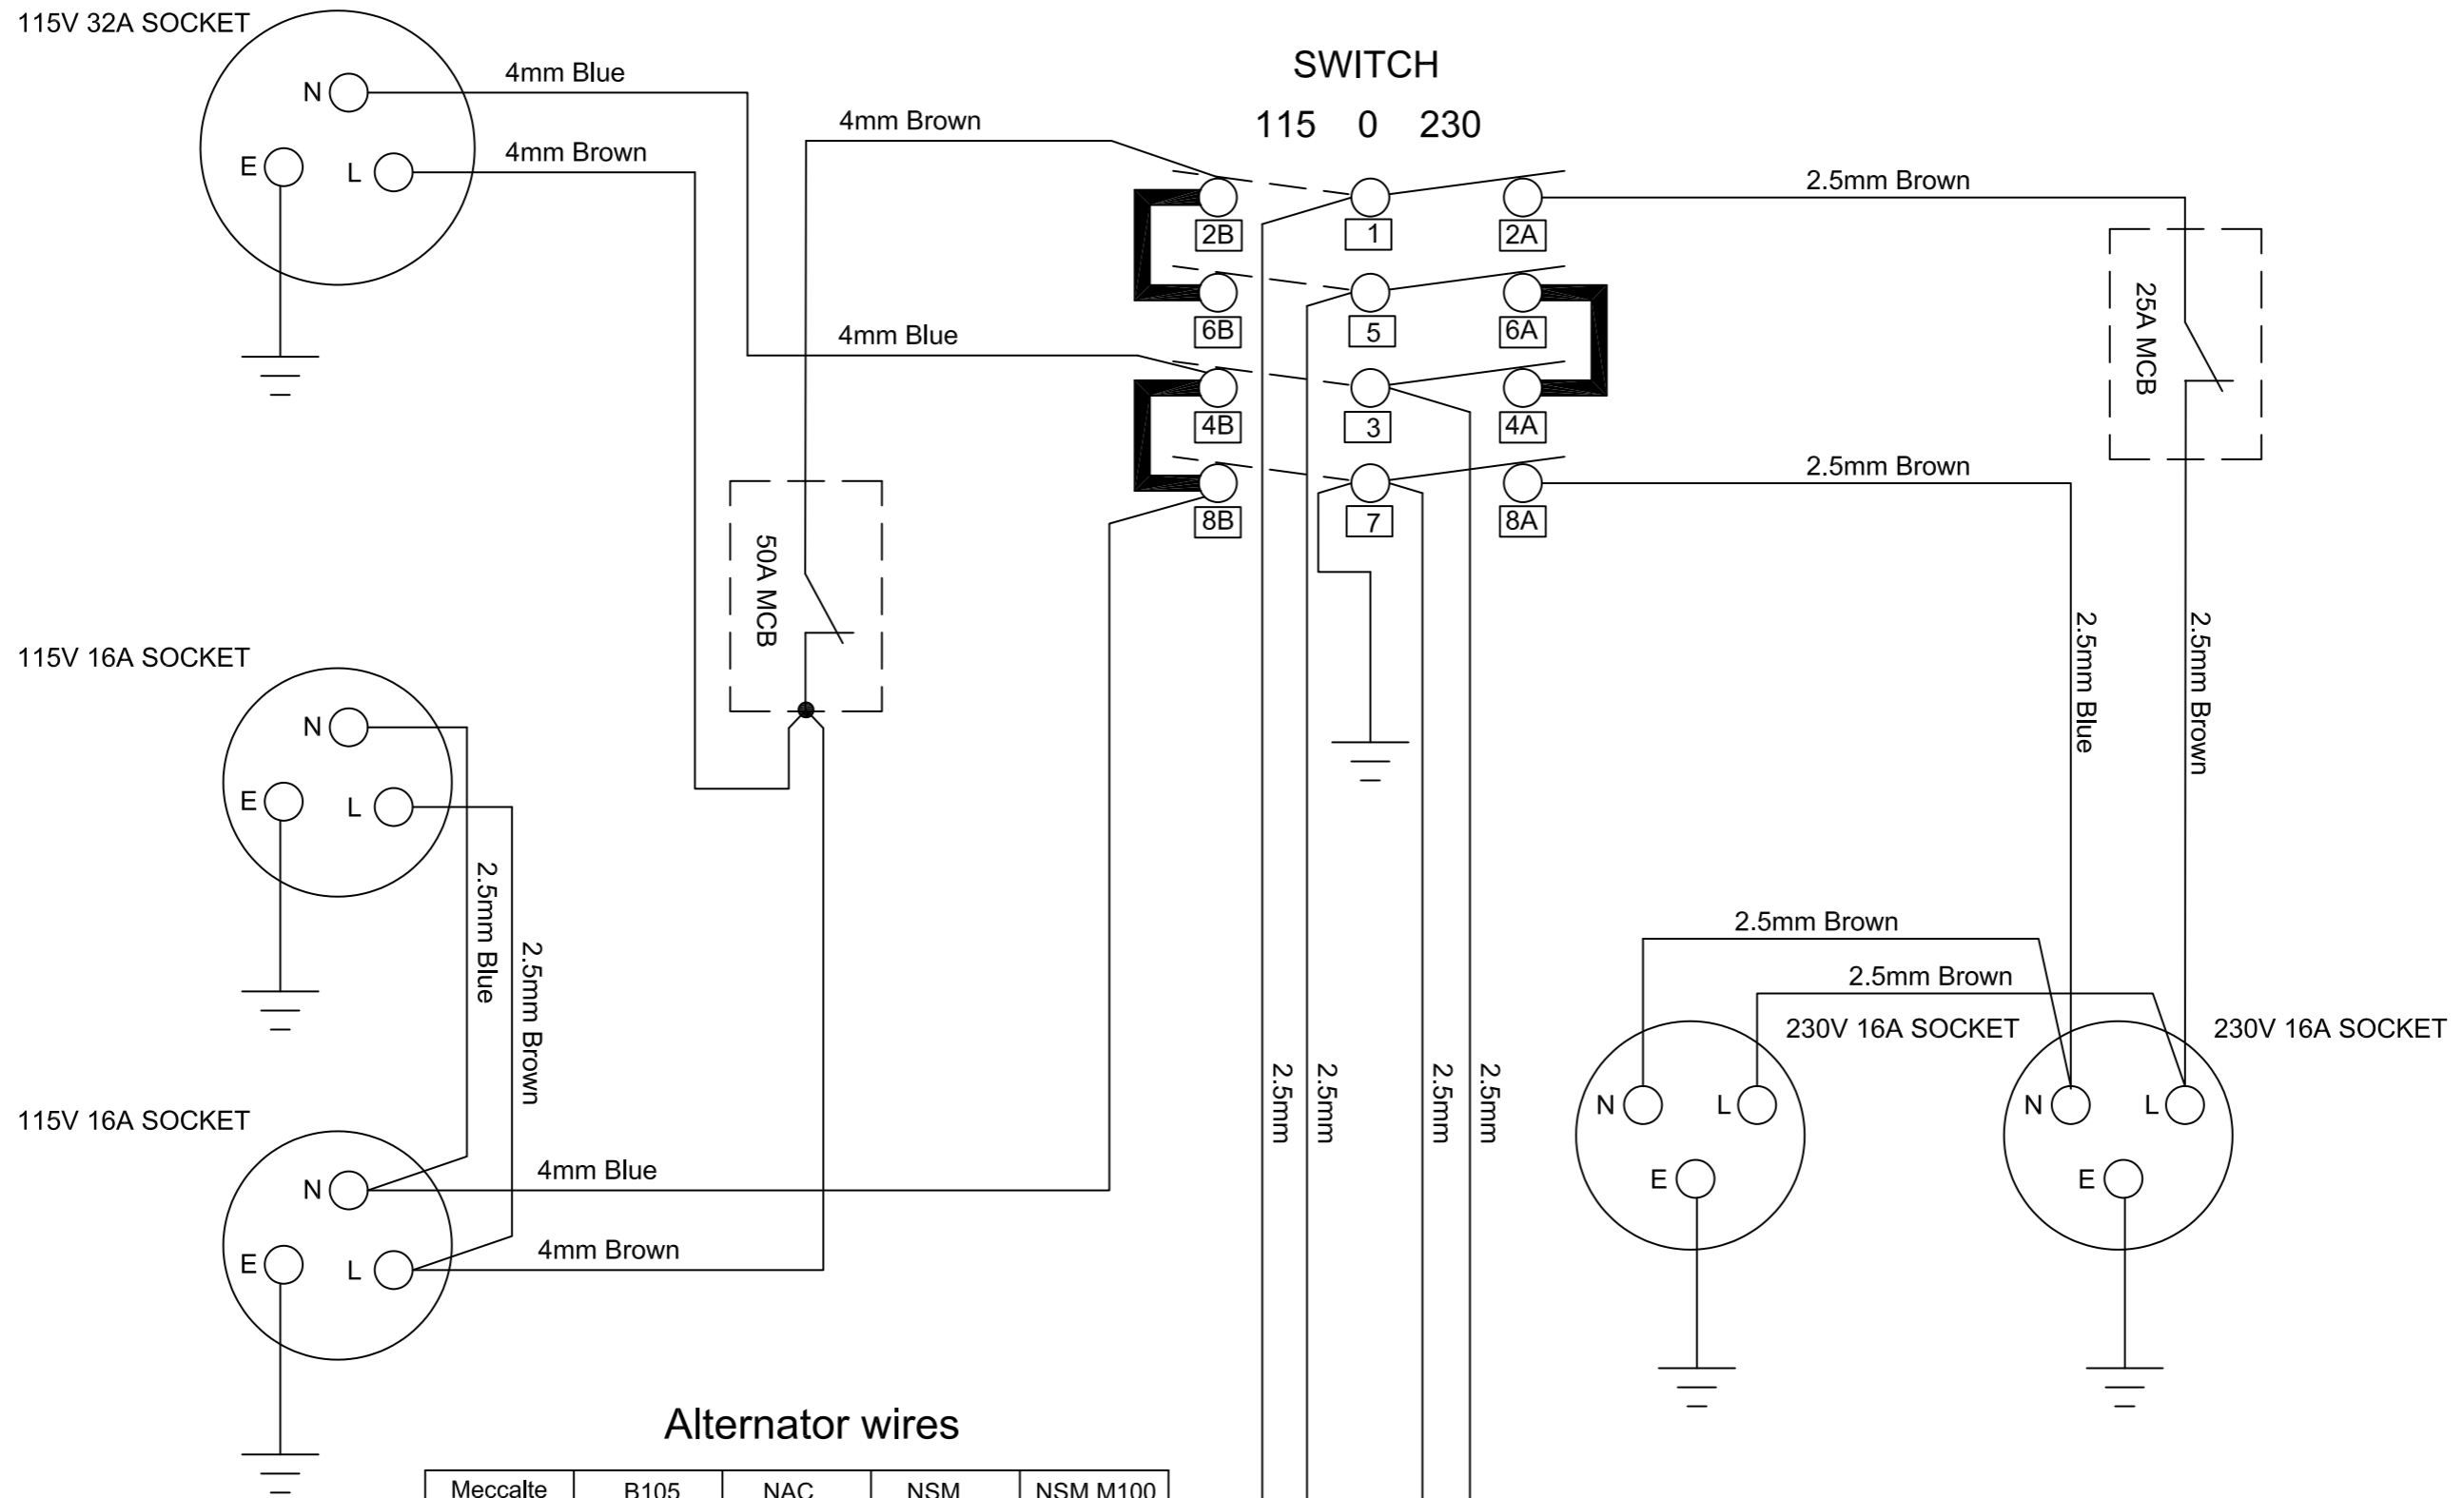 115V 32A SOCKET
N
E
L
4mm Blue
4mm Brown
4mm Brown
4mm Blue
SWITCH
115 0 230
2B 1 2A
6B 5 6A
4B 3 4A
8B 7 8A
2.5mm Brown
25A MCB
2.5mm Brown
50A MCB
2.5mm Blue
2.5mm Brown
115V 16A SOCKET
N
E
L
2.5mm Blue
2.5mm Brown
115V 16A SOCKET
N
E
L
4mm Blue
4mm Brown
2.5mm
2.5mm
2.5mm
2.5mm
2.5mm Brown
2.5mm Brown
230V 16A SOCKET
N L
E
230V 16A SOCKET
N L
E
Alternator wires
Meccalte B105 NAC NSM NSM M100